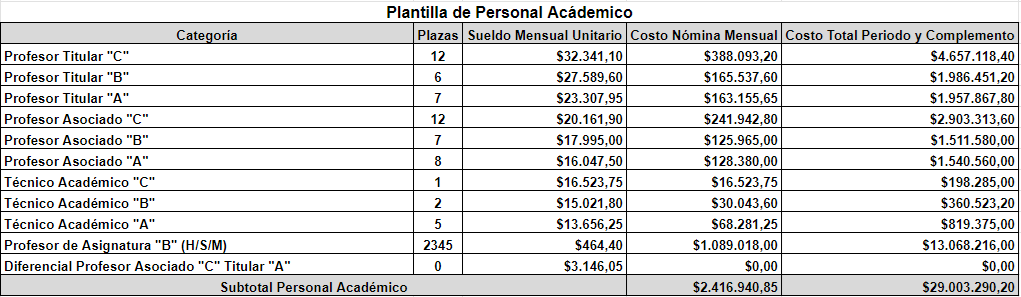 Plantilla de Personal Acádemico
Categoría Plazas Sueldo Mensual Unitario Costo Nómina Mensual Costo Total Periodo y Complemento
Profesor Titular "C" 12 $32.341,10 $388.093,20 $4.657.118,40
Profesor Titular "B" 6 $27.589,60 $165.537,60 $1.986.451,20
Profesor Titular "A" 7 $23.307,95 $163.155,65 $1.957.867,80
Profesor Asociado "C" 12 $20.161,90 $241.942,80 $2.903.313,60
Profesor Asociado "B" 7 $17.995,00 $125.965,00 $1.511.580,00
Profesor Asociado "A" 8 $16.047,50 $128.380,00 $1.540.560,00
Técnico Académico "C" 1 $16.523,75 $16.523,75 $198.285,00
Técnico Académico "B" 2 $15.021,80 $30.043,60 $360.523,20
Técnico Académico "A" 5 $13.656,25 $68.281,25 $819.375,00
Profesor de Asignatura "B" (H/S/M) 2345 $464,40 $1.089.018,00 $13.068.216,00
Diferencial Profesor Asociado "C" Titular "A" 0 $3.146,05 $0,00 $0,00
Subtotal Personal Académico $2.416.940,85 $29.003.290,20